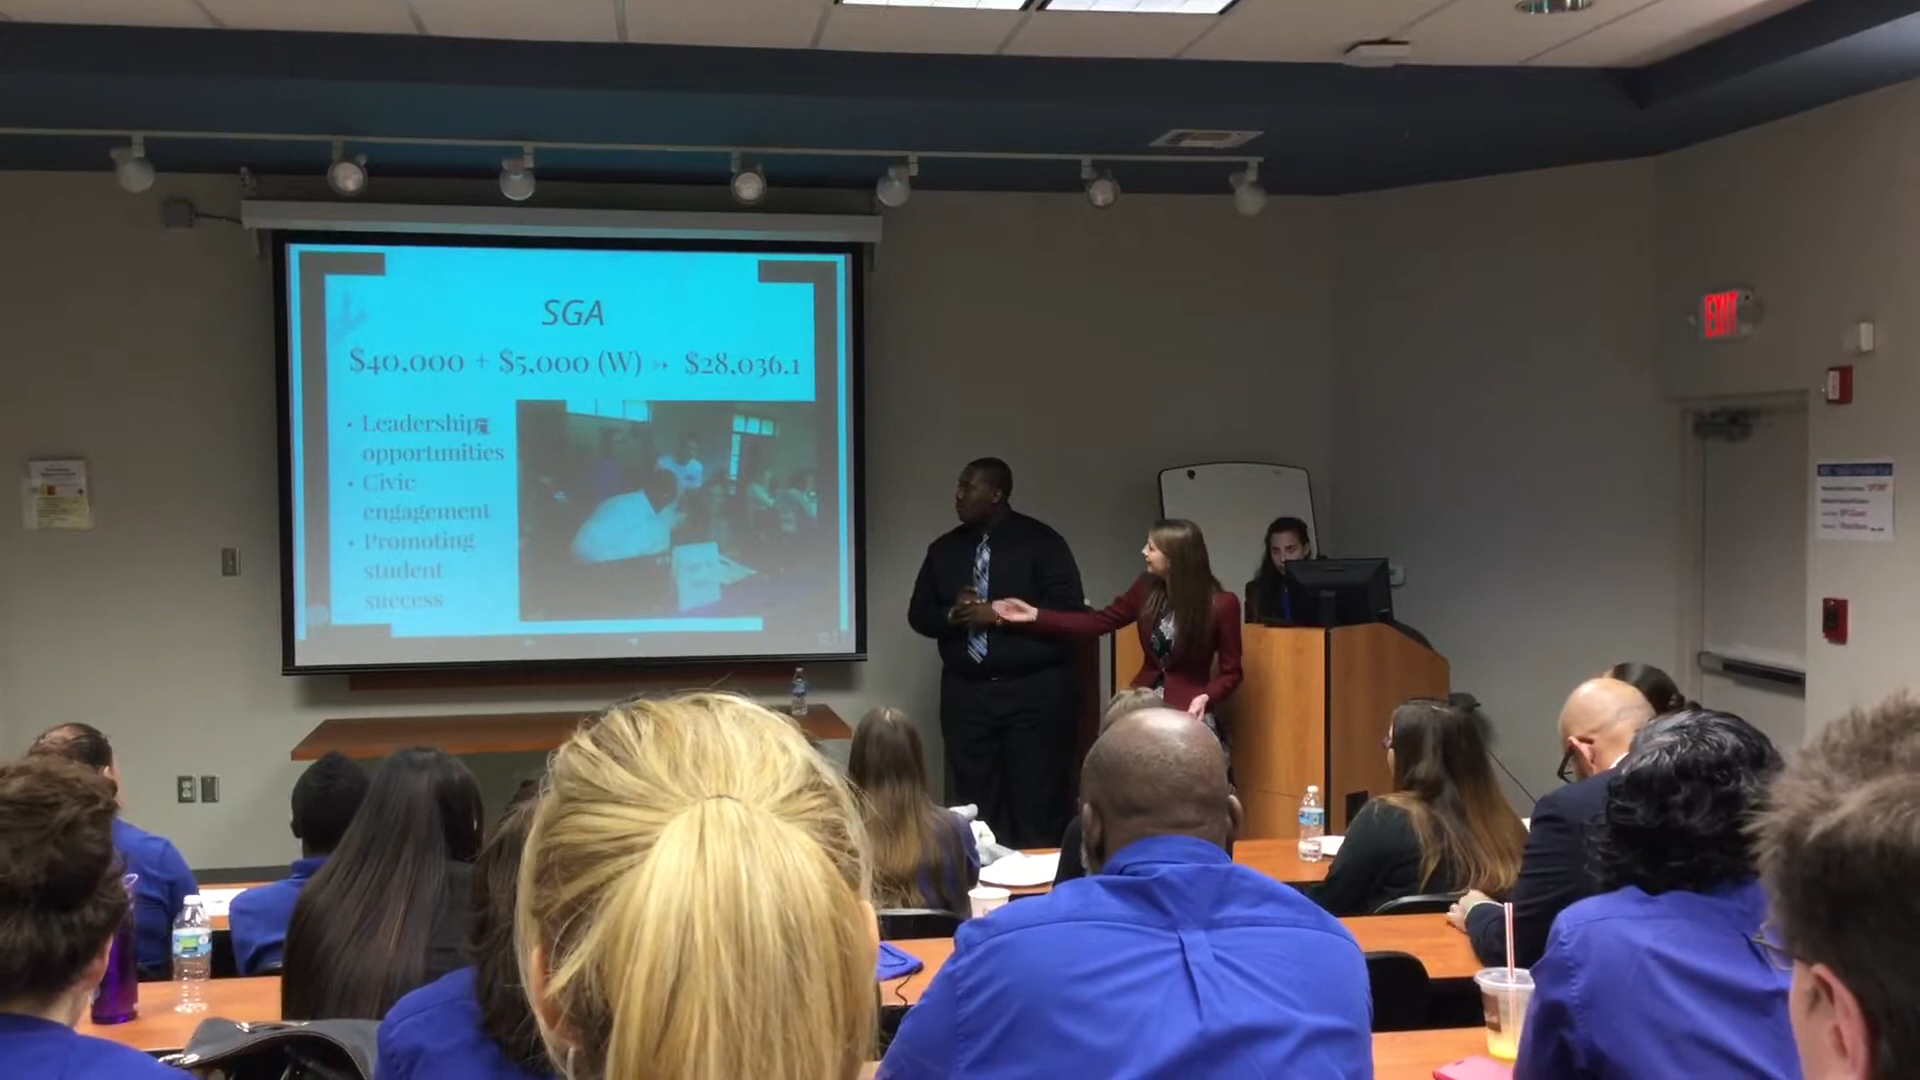 SGA
$40,000 + $5,000 (W) → $28,036.1
• Leadership
opportunities
• Civic
engagement
• Promoting
student
success
EXIT